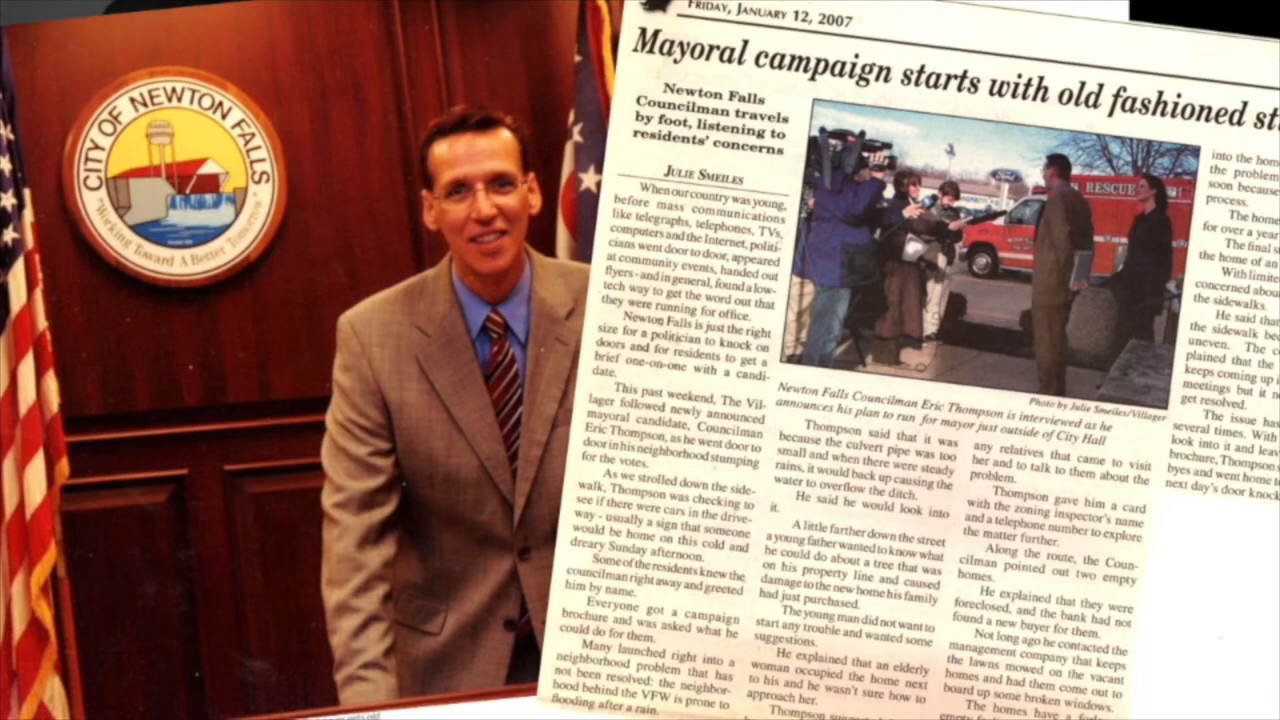 CITY OF NEWTON FALLS
"Working Toward A Better Tomorrow"
FRIDAY, JANUARY 12, 2007
Mayoral campaign starts with old fashioned
Newton Falls
Councilman travels
by foot, listening to
residents' concerns
JULIE SMEILES
When our country was young,
before mass communications
like telegraphs, telephones, TVs,
computers and the Internet, politi-
cians went door to door, appeared
at community events, handed out
flyers - and in general, found a low-
tech way to get the word out that
they were running for office.
Newton Falls is just the right
size for a politician to knock on
doors and for residents to get a
brief one-on-one with a candi-
date.
This past weekend, The Vil-
lager followed newly announced
mayoral candidate, Councilman
Eric Thompson, as he went door to
door in his neighborhood stumping
for the votes.
As we strolled down the side-
walk, Thompson was checking to
see if there were cars in the drive-
way - usually a sign that someone
would be home on this cold and
dreary Sunday afternoon.
Some of the residents knew the
councilman right away and greeted
him by name.
Everyone got a campaign
brochure and was asked what he
could do for them.
Many launched right into a
neighborhood problem that has
not been resolved: the neighbor-
hood behind the VFW is prone to
flooding after a rain.
RESCUE
Photo by Julie Smeiles/Villager
Newton Falls Councilman Eric Thompson is interviewed as he
announces his plan to run for mayor just outside of City Hall
Thompson said that it was
because the culvert pipe was too
small and when there were steady
rains, it would back up causing the
water to overflow the ditch.
He said he would look into
it.
A little farther down the street
a young father wanted to know what
he could do about a tree that was
on his property line and caused
damage to the new home his family
had just purchased.
The young man did not want to
start any trouble and wanted some
suggestions.
He explained that an elderly
woman occupied the home next
to his and he wasn't sure how to
approach her.
Thompson
any relatives that came to visit
her and to talk to them about the
problem.
Thompson gave him a card
with the zoning inspector's name
and a telephone number to explore
the matter further.
Along the route, the Coun-
cilman pointed out two empty
homes.
He explained that they were
foreclosed, and the bank had not
found a new buyer for them.
Not long ago he contacted the
management company that keeps
the lawns mowed on the vacant
homes and had them come out to
board up some broken windows.
The homes have a
into the
the problem
soon because
process.
The
for over a year
The final
the home of an
With
concerned
the sidewalks.
He said
the sidewalk
uneven. The
plained that the
keeps coming up
meetings but it
get resolved.
The issue has
several times. With
look into it and
brochure, Thompson
byes and went home
next day's door